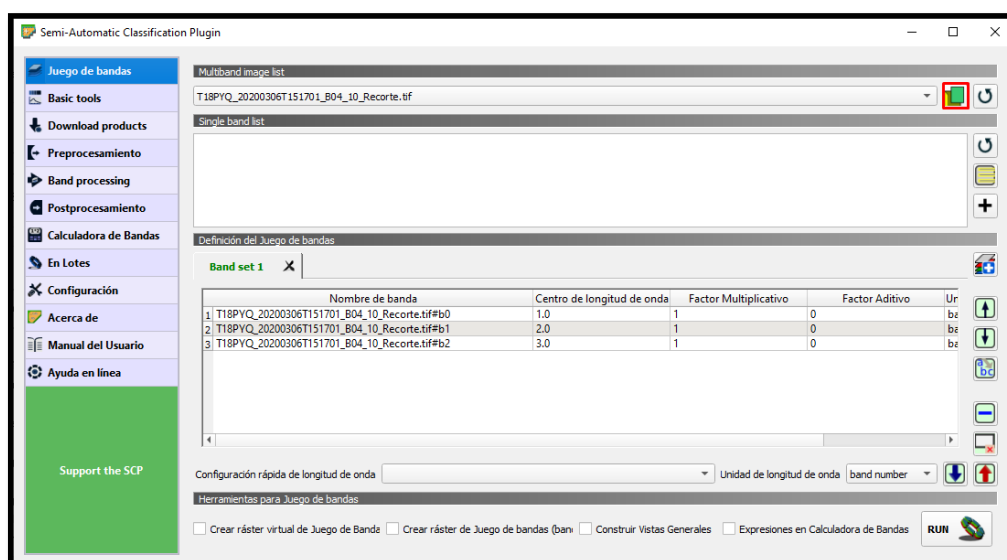 Semi-Automatic Classification Plugin
Juego de bandas
Basic tools
Download products
Preprocesamiento
Band processing
Postprocesamiento
Calculadora de Bandas
En Lotes
Configuración
Acerca de
Manual del Usuario
Ayuda en línea
Support the SCP
Multiband image list
T18PYQ_20200306T151701_B04_10_Recorte.tif
Single band list
Definición del Juego de bandas
Band set 1
Nombre de banda Centro de longitud de onda Factor Multiplicativo Factor Aditivo Ur
1 T18PYQ_20200306T151701_B04_10_Recorte.tif#b0 1.0 1 0 ba
2 T18PYQ_20200306T151701_B04_10_Recorte.tif#b1 2.0 1 0 ba
3 T18PYQ_20200306T151701_B04_10_Recorte.tif#b2 3.0 1 0 ba
Configuración rápida de longitud de onda Unidad de longitud de onda band number
Herramientas para Juego de bandas
Crear ráster virtual de Juego de Banda Crear ráster de Juego de bandas (ban Construir Vistas Generales Expresiones en Calculadora de Bandas RUN